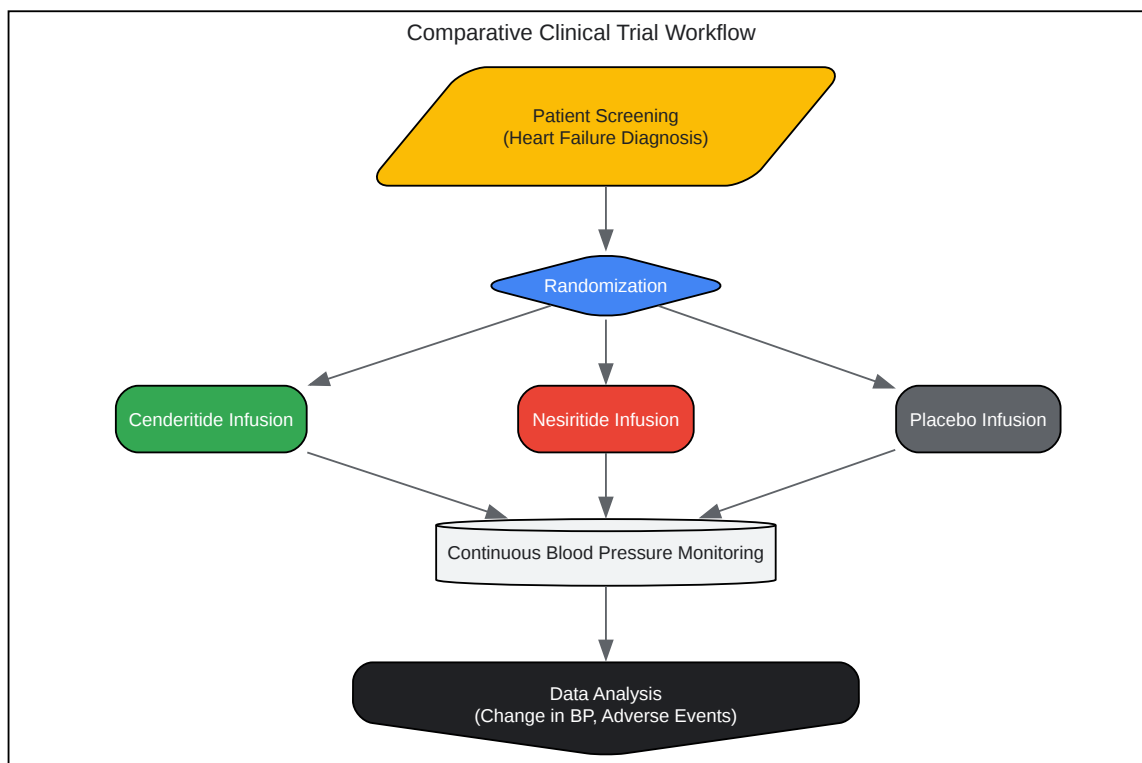 Comparative Clinical Trial Workflow
Patient Screening
(Heart Failure Diagnosis)
Randomization
Cenderitide Infusion
Nesiritide Infusion
Placebo Infusion
Continuous Blood Pressure Monitoring
Data Analysis
(Change in BP, Adverse Events)